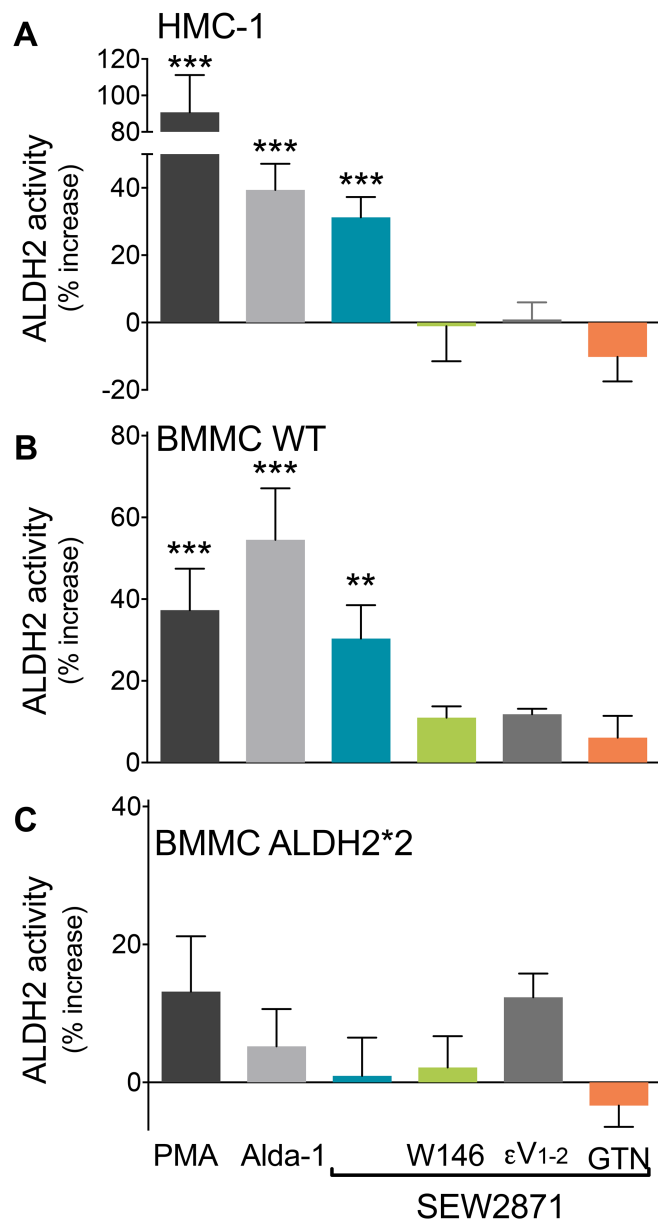 A
HMC-1
ALDH2 activity
(% increase)
120
100
80
40
20
0
-20
***
***
***
B
BMMC WT
ALDH2 activity
(% increase)
80
60
40
20
0
***
***
**
C
BMMC ALDH2*2
ALDH2 activity
(% increase)
40
20
0
PMA Alda-1 W146 εV1-2 GTN
SEW2871